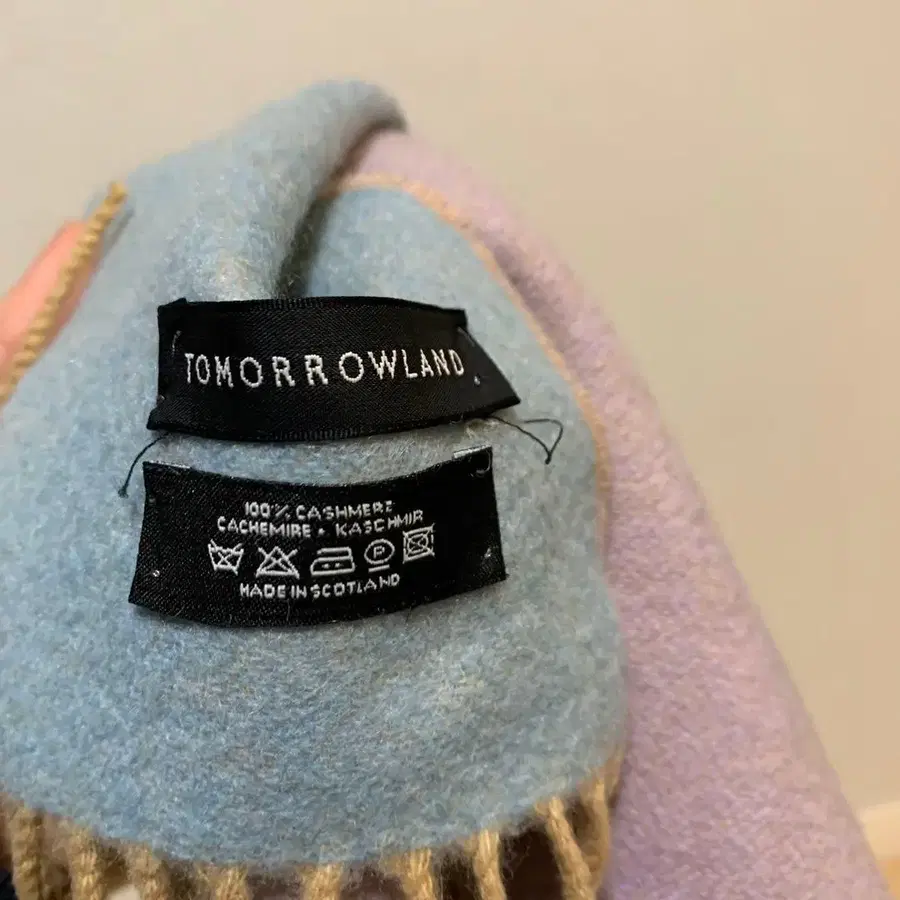 TOMORROWLAND
100% CASHMERE
CACHEMIRE • KASCHMIR
P
MADE IN SCOTLAND